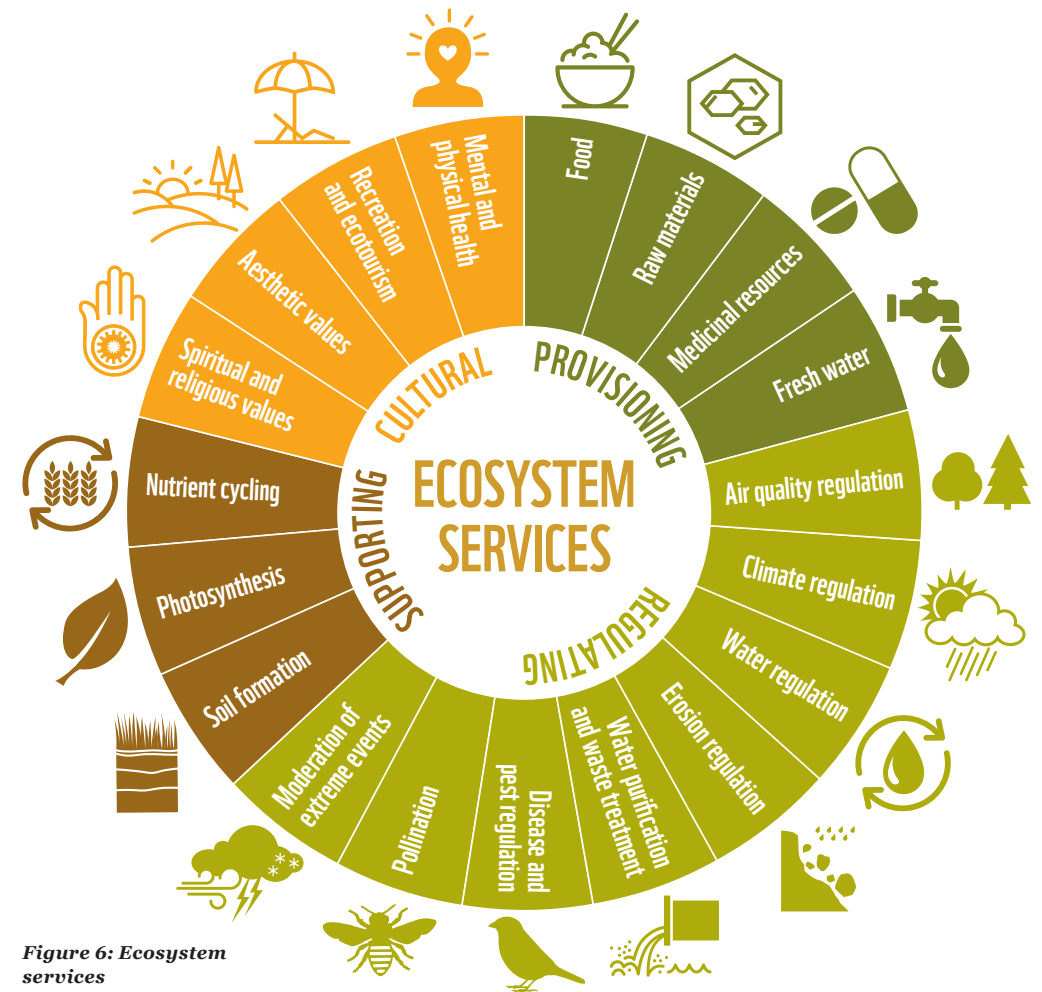 ECOSYSTEM
SERVICES
PROVISIONING
Food
Raw materials
Medicinal resources
Fresh water
REGULATING
Air quality regulation
Climate regulation
Water regulation
Erosion regulation
Water purification
and waste treatment
Disease and
pest regulation
Pollination
Moderation of
extreme events
SUPPORTING
Soil formation
Photosynthesis
Nutrient cycling
CULTURAL
Spiritual and
religious values
Aesthetic values
Recreation
and ecotourism
Mental and
physical health
Figure 6: Ecosystem
services